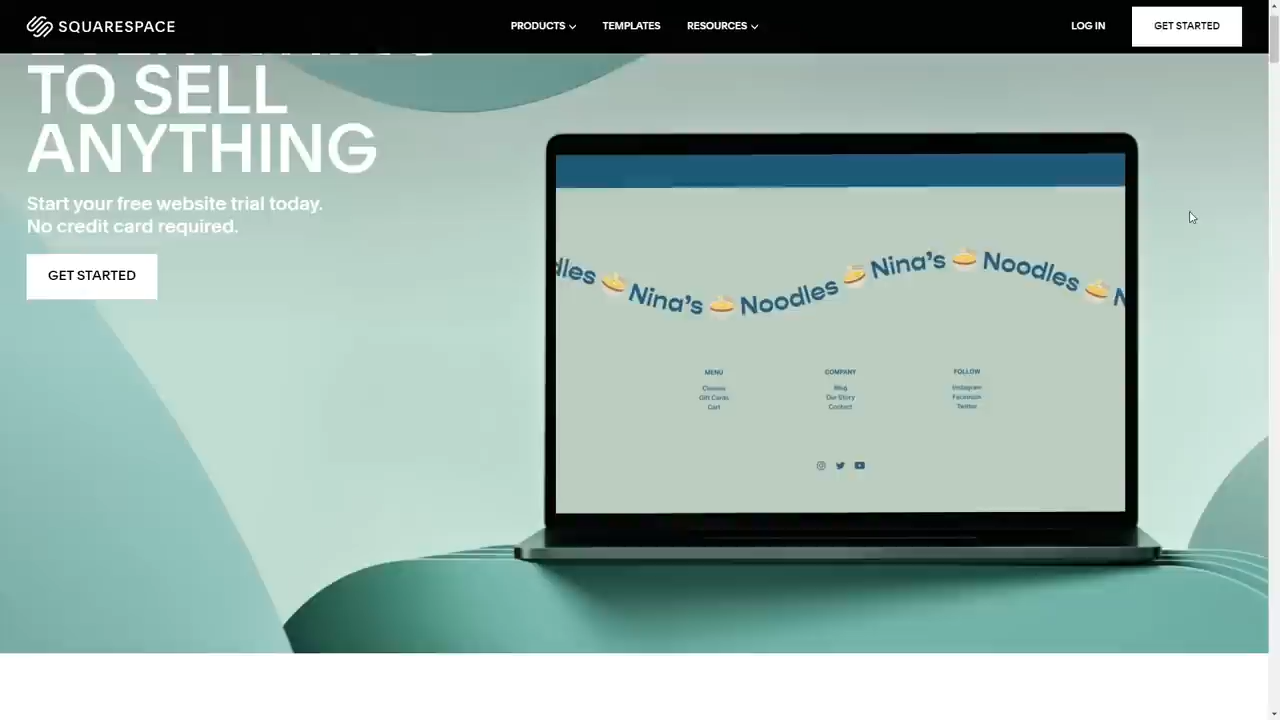 SQUARESPACE
PRODUCTS
TEMPLATES
RESOURCES
LOG IN
GET STARTED
TO SELL
ANYTHING
Start your free website trial today.
No credit card required.
GET STARTED
Nina's Noodles Nina's Noodles
MENU
Classes
Gift Cards
Cart
COMPANY
Blog
Our Story
Contact
FOLLOW
Instagram
Facebook
Twitter